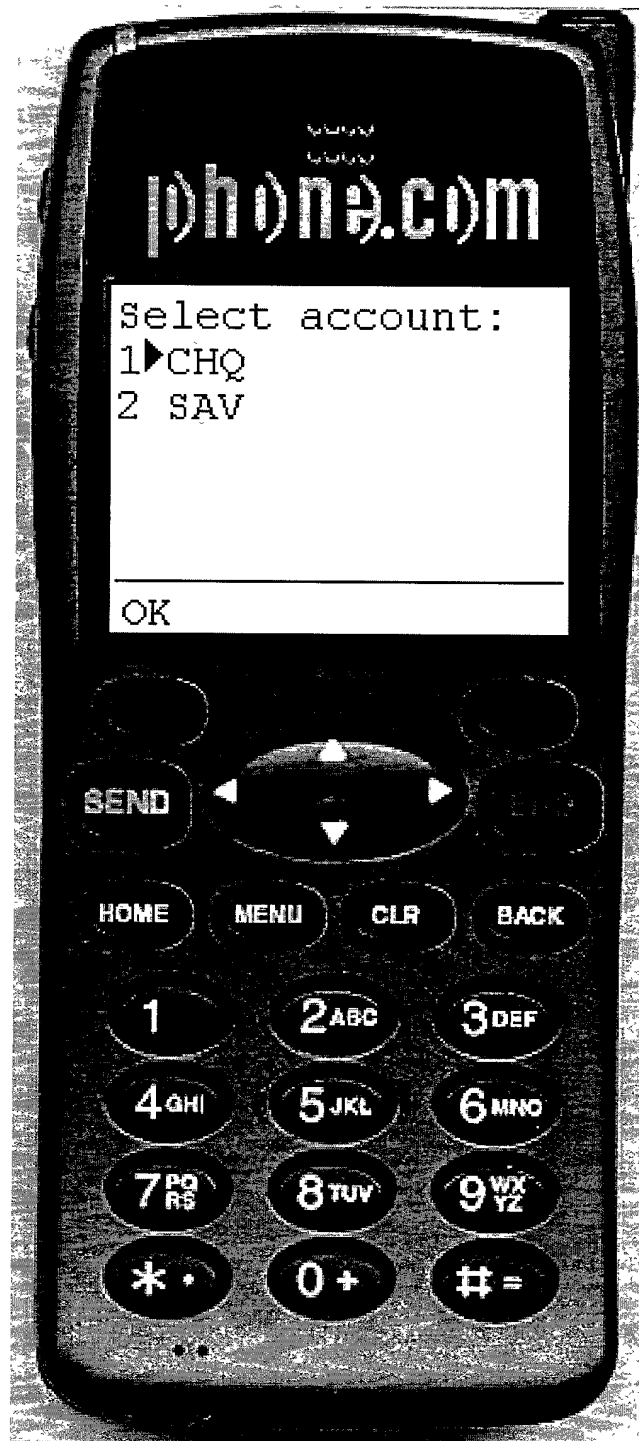 phone.com
Select account:
1▶CHQ
2 SAV
OK
SEND
HOME MENU CLR BACK
1 2ABC 3DEF
4GHI 5JKL 6MNO
7PQRS 8TUV 9WXYZ
*· 0+ #=